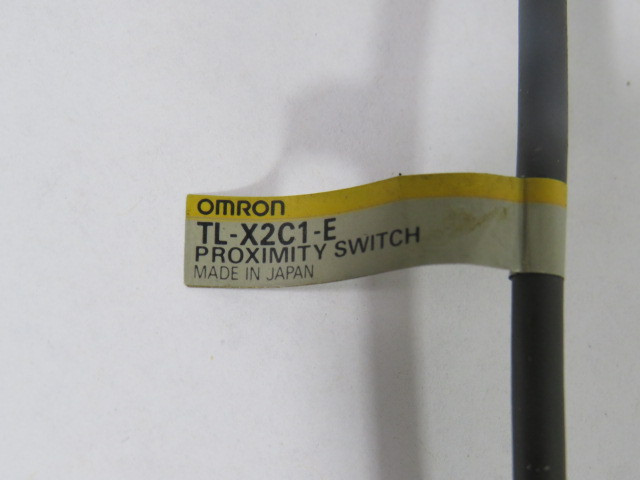 OMRON
TL-X2C1-E
PROXIMITY SWITCH
MADE IN JAPAN